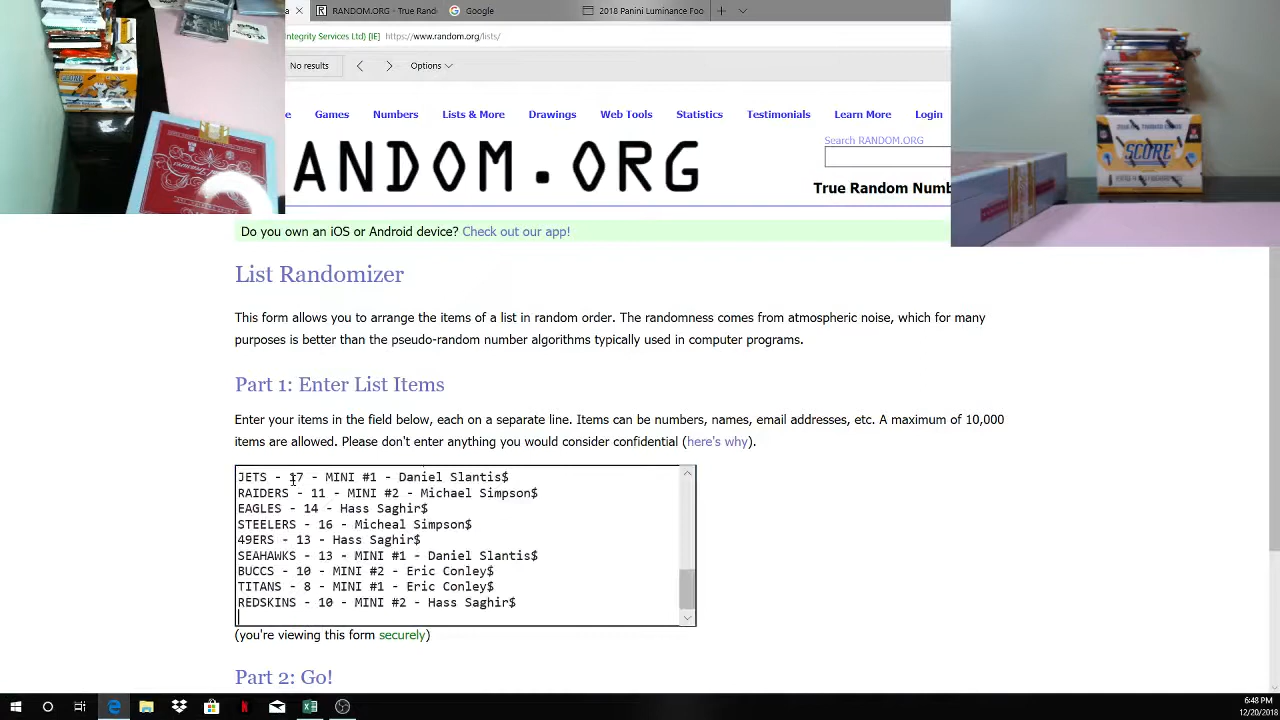 RANDOM.ORG - True Rano
Goo
2018 Panini Luminance Foo
Integrity Services Ltd) [IE] https://www.random.org/lists/
No results
Options
Games Numbers Lists & More Drawings Web Tools Statistics Testimonials Learn More Login
Search RANDOM.ORG
ANDOM.ORG
True Random Numb
SCORE
Do you own an iOS or Android device? Check out our app!
List Randomizer
This form allows you to arrange the items of a list in random order. The randomness comes from atmospheric noise, which for many
purposes is better than the pseudo-random number algorithms typically used in computer programs.
Part 1: Enter List Items
Enter your items in the field below, each on a separate line. Items can be numbers, names, email addresses, etc. A maximum of 10,000
items are allowed. Please don't enter anything you would consider confidential (here's why).
JETS - 17 - MINI #1 - Daniel Slantis$
RAIDERS - 11 - MINI #2 - Michael Simpson$
EAGLES - 14 - Hass Saghir$
STEELERS - 16 - Micheal Simpson$
49ERS - 13 - Hass Saghir$
SEAHAWKS - 13 - MINI #1 - Daniel Slantis$
BUCCS - 10 - MINI #2 - Eric Conley$
TITANS - 8 - MINI #1 - Eric Conley$
REDSKINS - 10 - MINI #2 - Hass Saghir$
(you're viewing this form securely)
Part 2: Go!
6:48 PM
12/20/2018